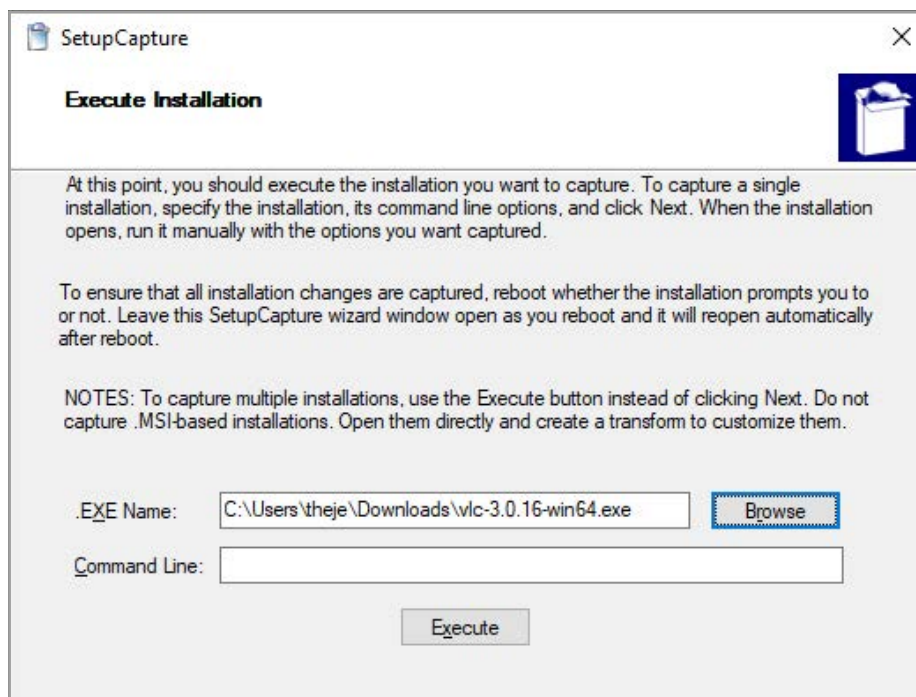 SetupCapture
Execute Installation
At this point, you should execute the installation you want to capture. To capture a single
installation, specify the installation, its command line options, and click Next. When the installation
opens, run it manually with the options you want captured.
To ensure that all installation changes are captured, reboot whether the installation prompts you to
or not. Leave this SetupCapture wizard window open as you reboot and it will reopen automatically
after reboot.
NOTES: To capture multiple installations, use the Execute button instead of clicking Next. Do not
capture .MSI-based installations. Open them directly and create a transform to customize them.
.EXE Name: C:\Users\theje\Downloads\vlc-3.0.16-win64.exe Browse
Command Line:
Execute